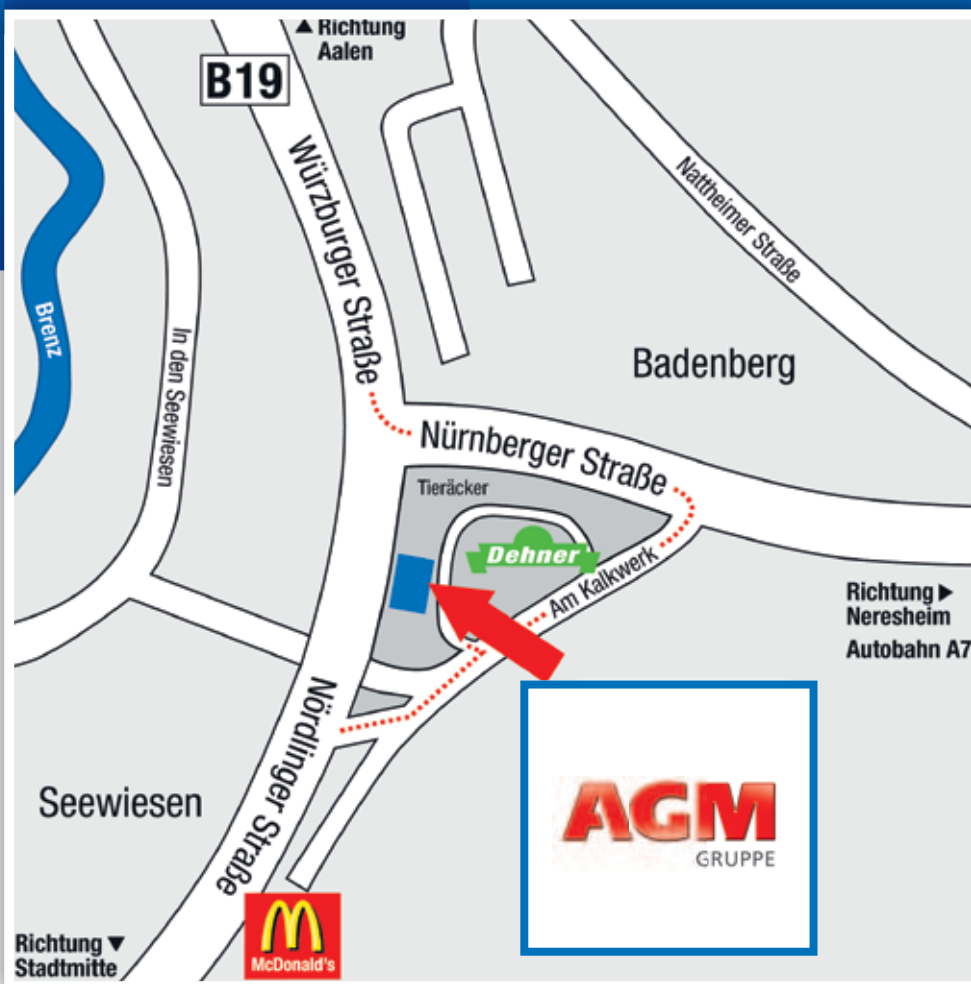 ▲ Richtung
Aalen
B19
Würzburger Straße
Nattheimer Straße
Brenz
In den Seewiesen
Badenberg
Nürnberger Straße
Tieräcker
Dehner
Am Kalkwerk
Richtung ▶
Neresheim
Autobahn A7
Nördlinger Straße
Seewiesen
AGM
GRUPPE
McDonald's
Richtung ▼
Stadtmitte